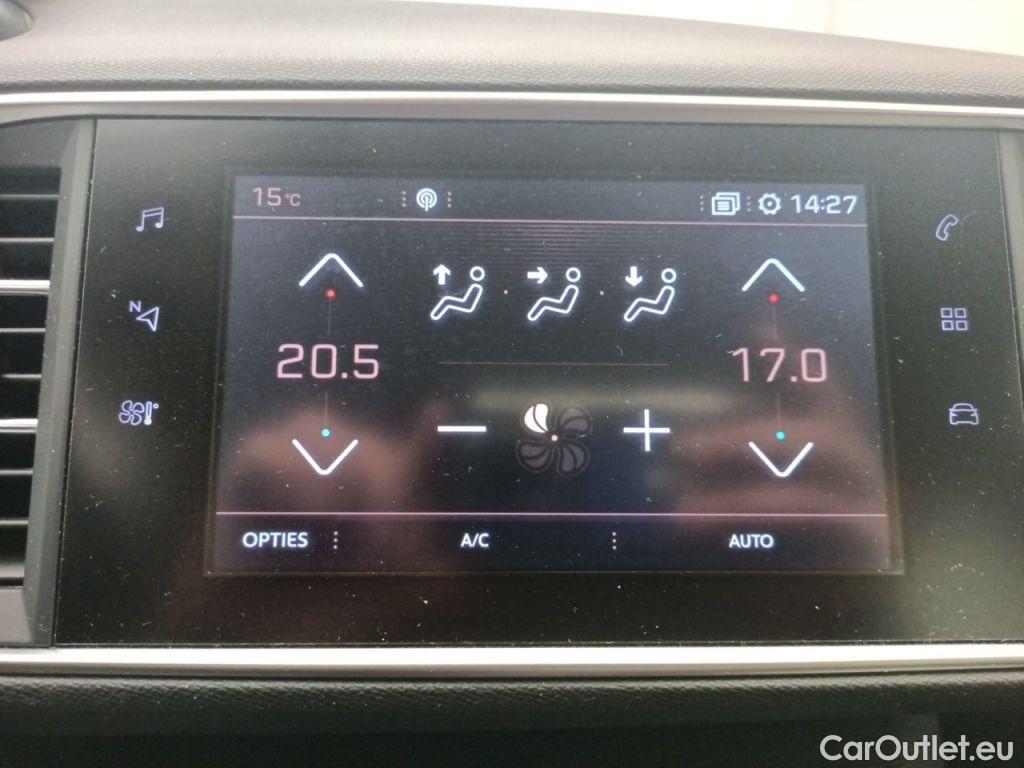 15°C 14:27
N
20.5 17.0
OPTIES A/C AUTO
CarOutlet.eu